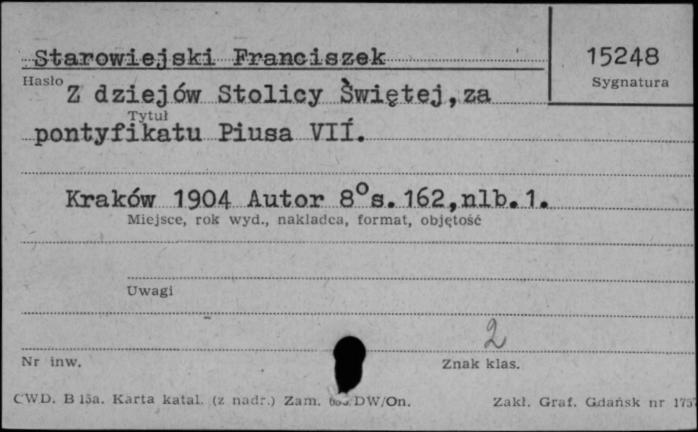 Starowiejski Franciszek
15248
Hasło
Sygnatura
Z dziejów Stolicy Świętej, za
Tytuł
pontyfikatu Piusa VII.
Kraków 1904 Autor 8° s. 162, nlb. 1.
Miejsce, rok wyd., nakładca, format, objętość
Uwagi
2
Nr inw.
Znak klas.
CWD. B 15a. Karta katal. (z nadr.) Zam. DW/On.
Zakł. Graf. Gdańsk nr 1757